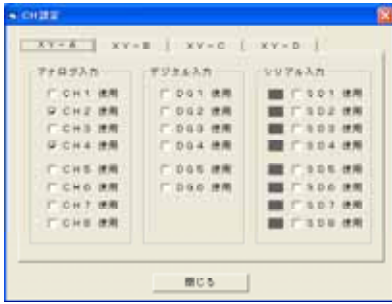 CH設定
XY-A
XY-B
XY-C
XY-D
アナログ入力
CH1 使用
CH2 使用
CH3 使用
CH4 使用
CH5 使用
CH6 使用
CH7 使用
CH8 使用
デジタル入力
DG1 使用
DG2 使用
DG3 使用
DG4 使用
DG5 使用
DG6 使用
シリアル入力
SD1 使用
SD2 使用
SD3 使用
SD4 使用
SD5 使用
SD6 使用
SD7 使用
SD8 使用
閉じる